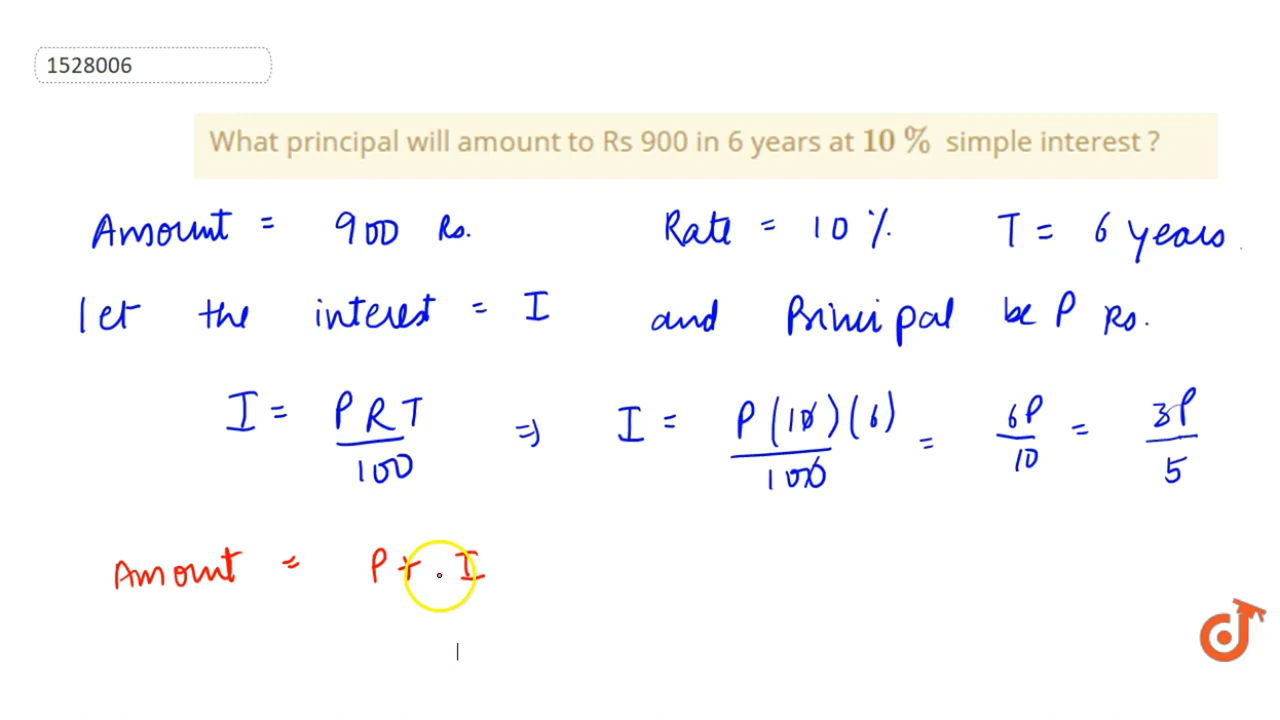 1528006
What principal will amount to Rs 900 in 6 years at 10 % simple interest ?
Amount = 900 Rs. Rate = 10 %. T = 6 years.
let the interest = I and Principal be P Rs.
I = PRT/100 ⇒ I = P(10)(6)/100 = 6P/10 = 3P/5
Amount = P + I